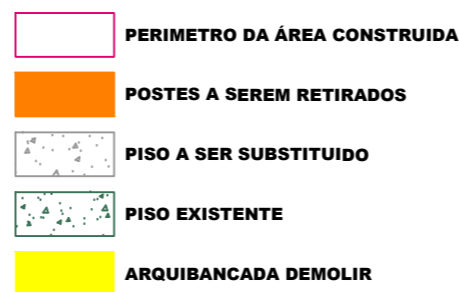 PERIMETRO DA ÁREA CONSTRUIDA
POSTES A SEREM RETIRADOS
PISO A SER SUBSTITUIDO
PISO EXISTENTE
ARQUIBANCADA DEMOLIR